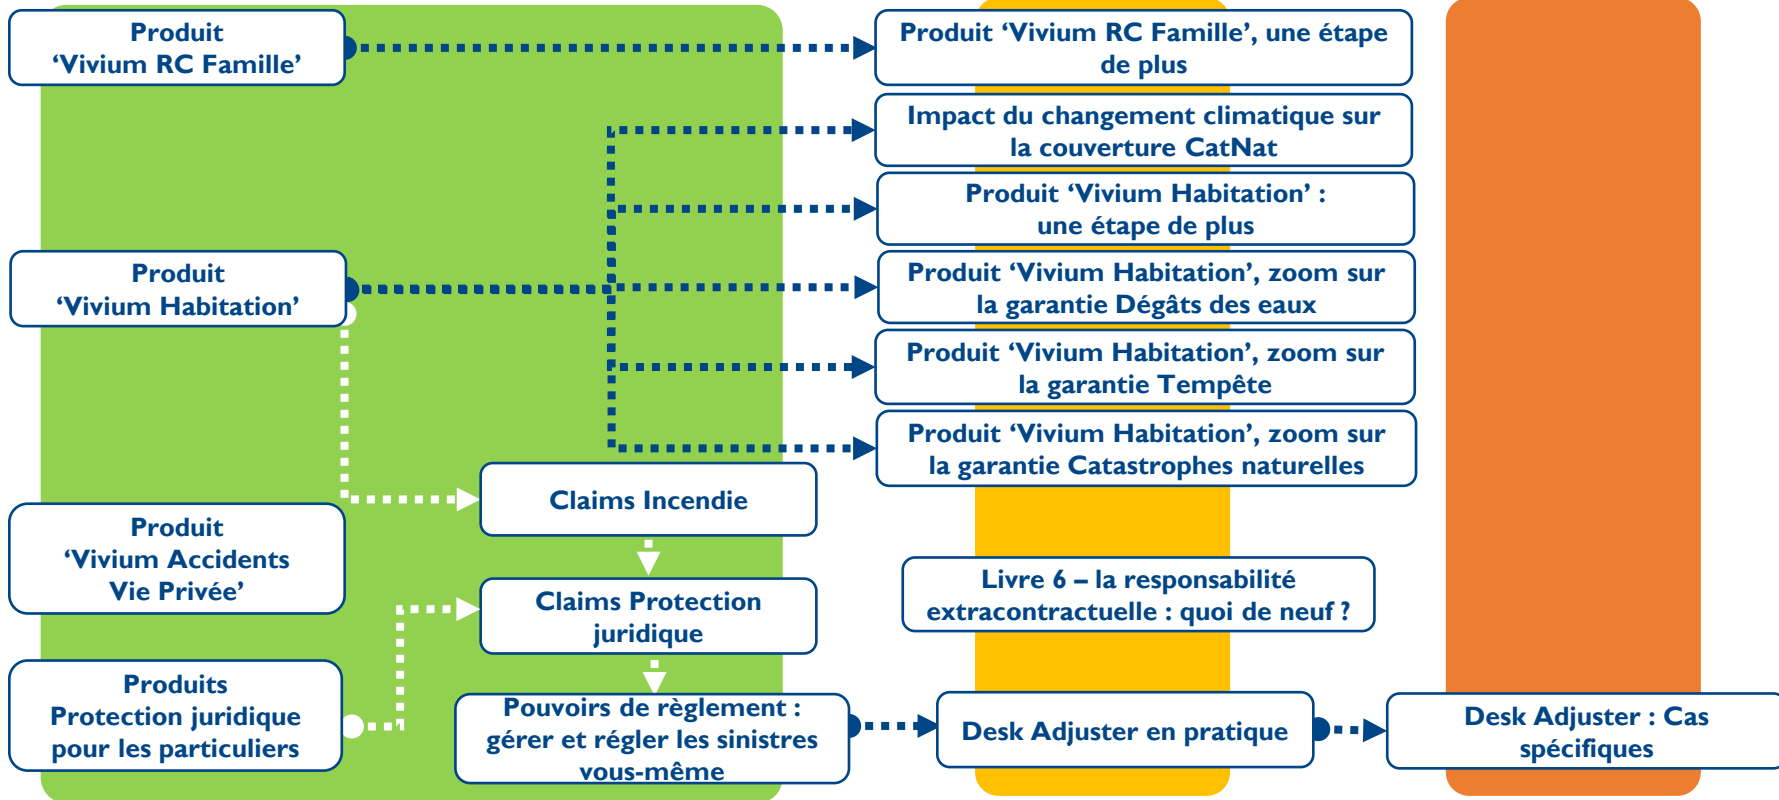 Produit
‘Vivium RC Famille’
Produit ‘Vivium RC Famille’, une étape
de plus
Impact du changement climatique sur
la couverture CatNat
Produit ‘Vivium Habitation’ :
une étape de plus
Produit
‘Vivium Habitation’
Produit ‘Vivium Habitation’, zoom sur
la garantie Dégâts des eaux
Produit ‘Vivium Habitation’, zoom sur
la garantie Tempête
Produit ‘Vivium Habitation’, zoom sur
la garantie Catastrophes naturelles
Claims Incendie
Produit
‘Vivium Accidents
Vie Privée’
Claims Protection
juridique
Livre 6 – la responsabilité
extracontractuelle : quoi de neuf ?
Produits
Protection juridique
pour les particuliers
Pouvoirs de règlement :
gérer et régler les sinistres
vous-même
Desk Adjuster en pratique
Desk Adjuster : Cas
spécifiques